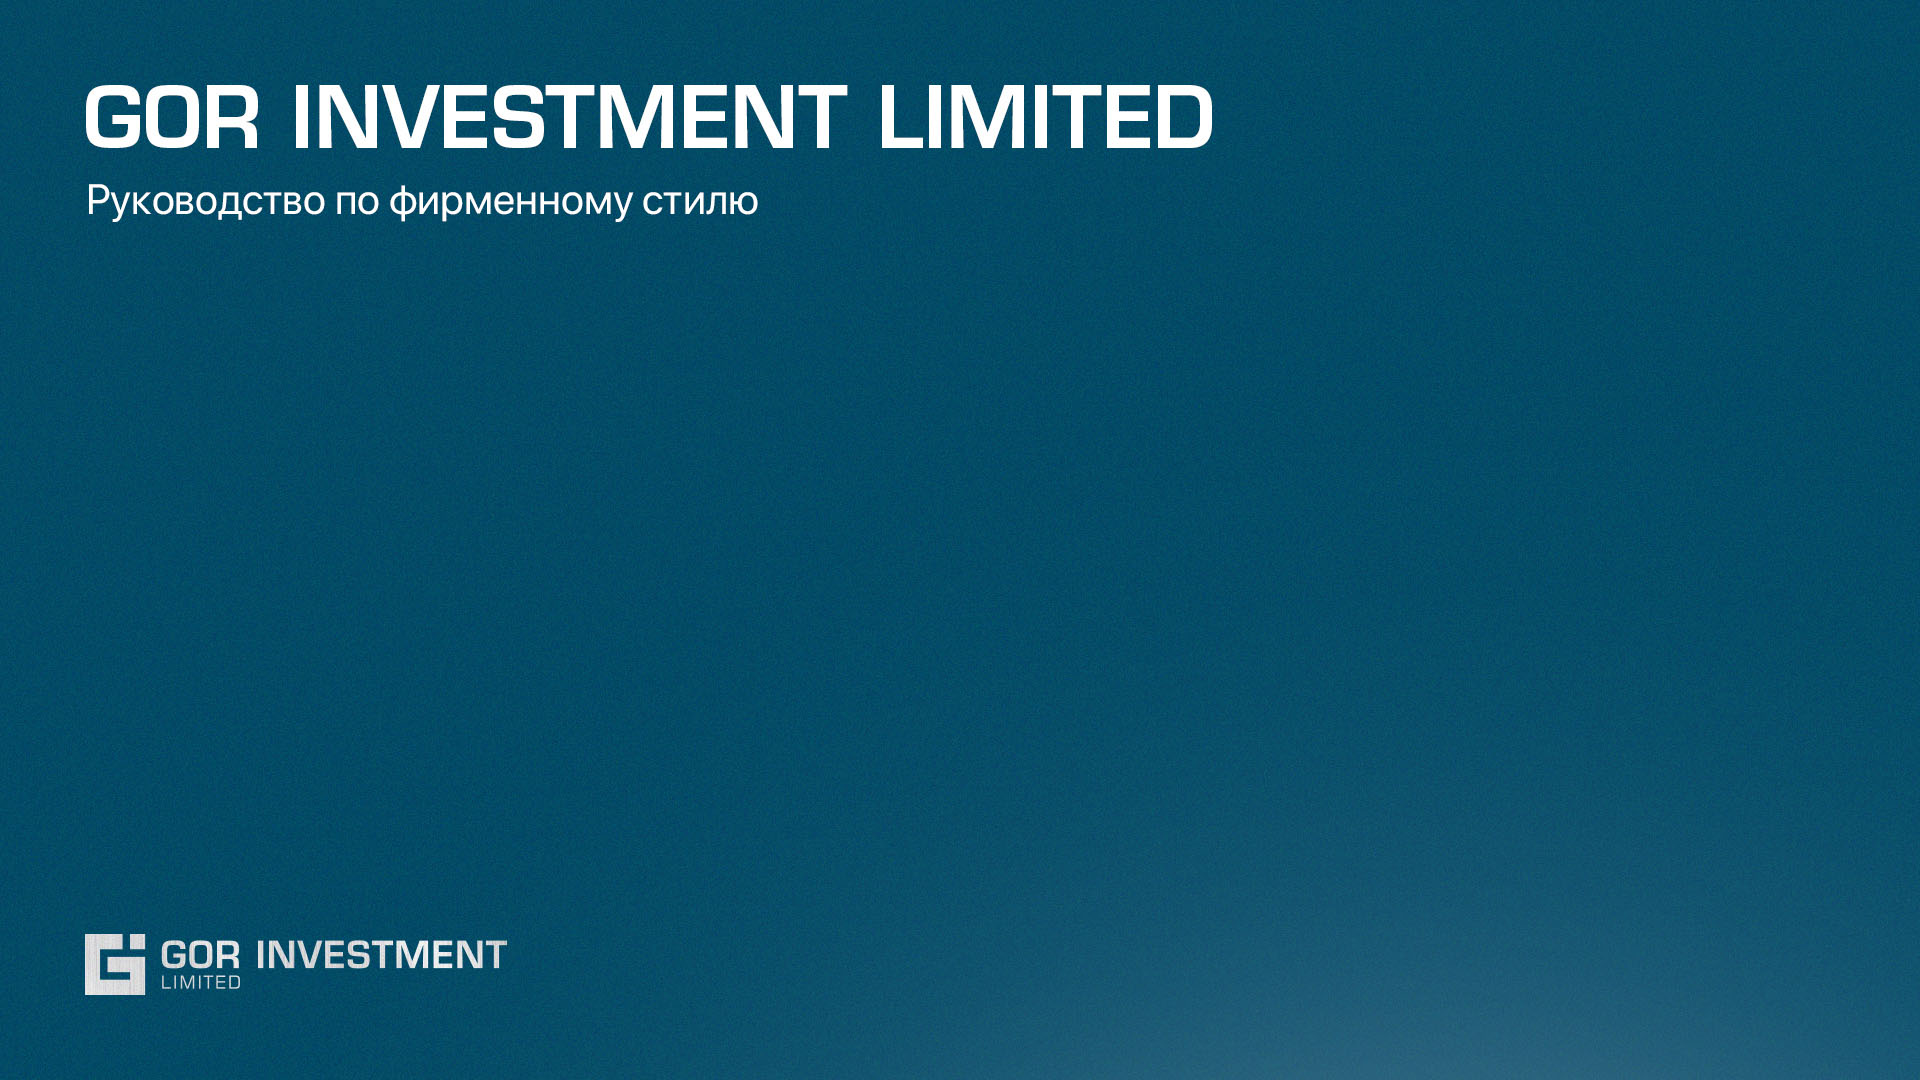 GOR INVESTMENT LIMITED
Руководство по фирменному стилю
GOR INVESTMENT
LIMITED